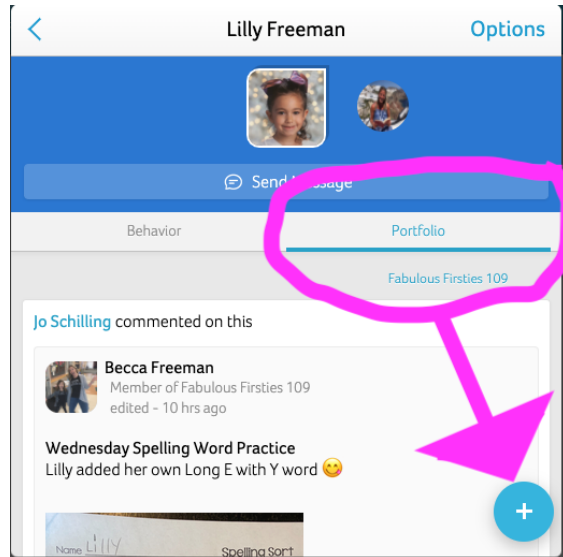 Lilly Freeman
Options
Send Message
Behavior
Portfolio
Fabulous Firsties 109
Jo Schilling commented on this
Becca Freeman
Member of Fabulous Firsties 109
edited - 10 hrs ago
Wednesday Spelling Word Practice
Lilly added her own Long E with Y word 😋
Name Lilly
Spelling Sort